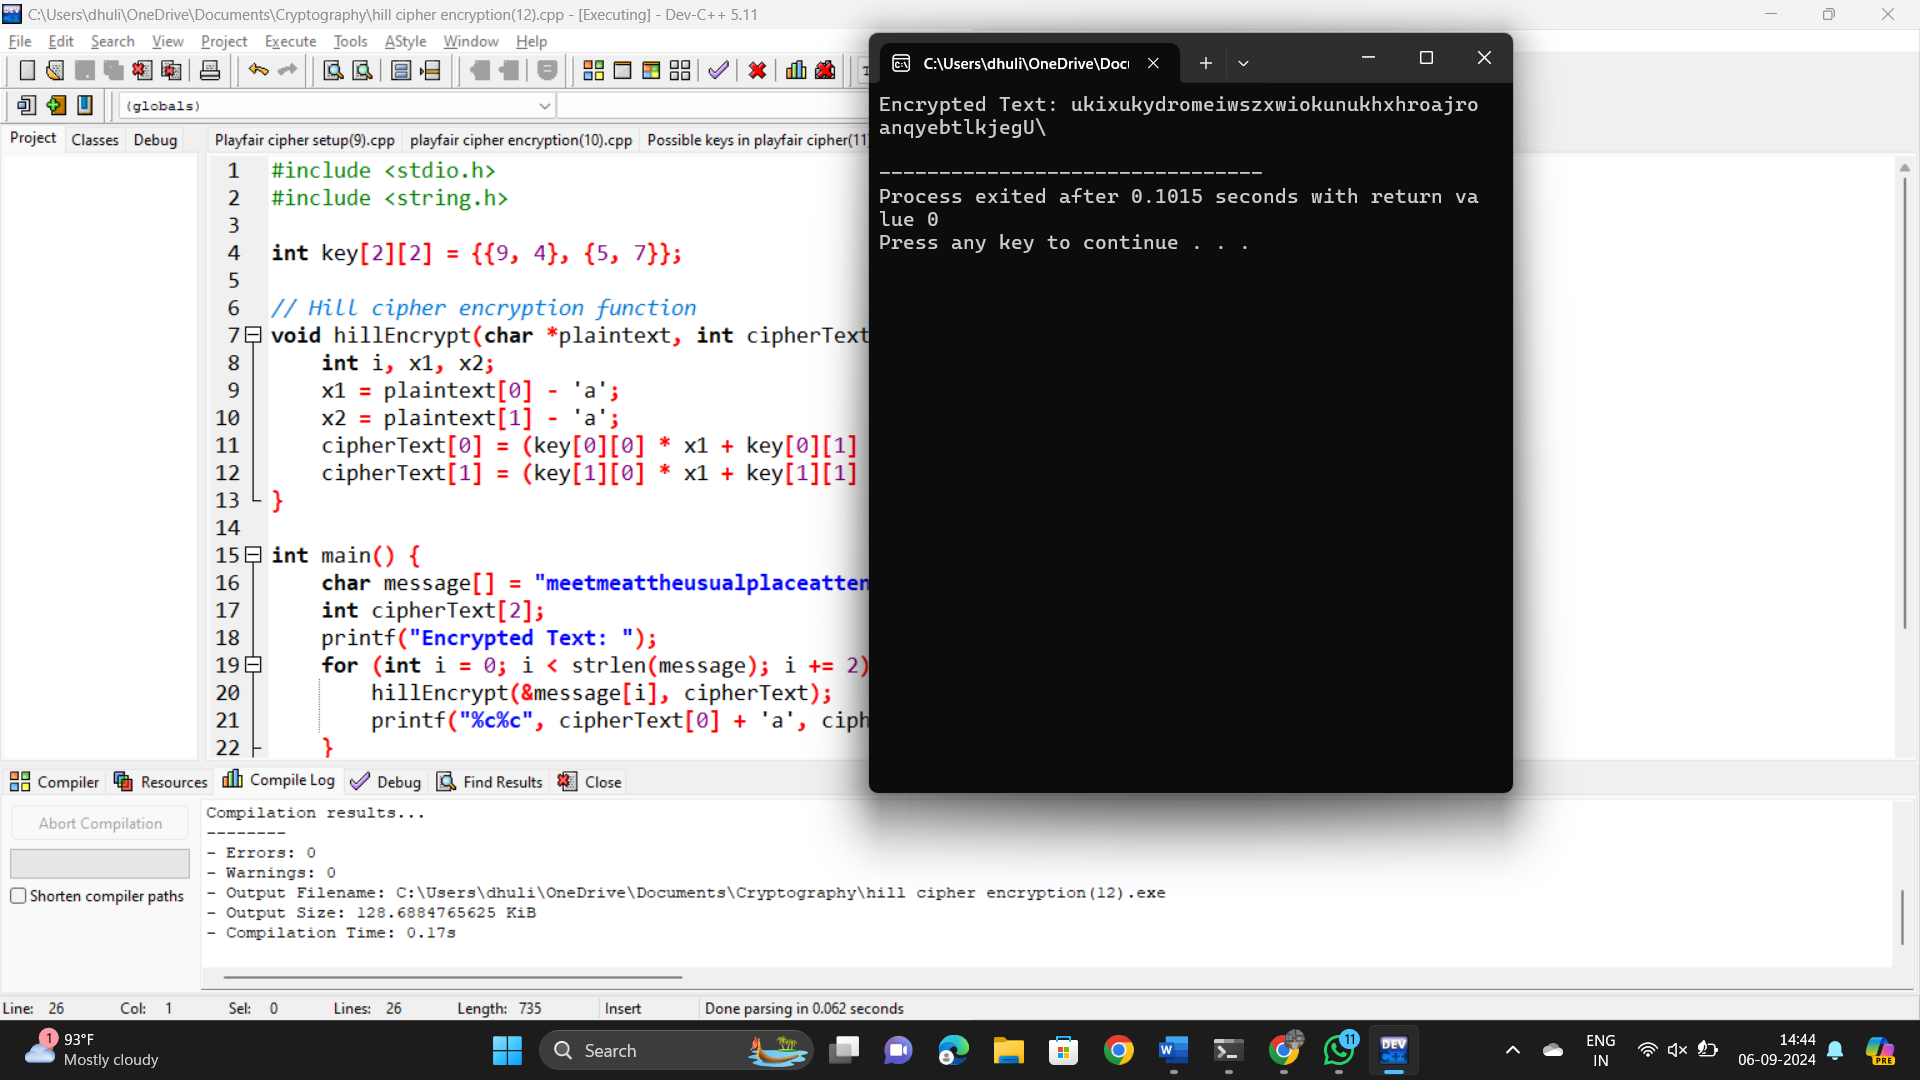 C:\Users\dhuli\OneDrive\Documents\Cryptography\hill cipher encryption(12).cpp - [Executing] - Dev-C++ 5.11
File Edit Search View Project Execute Tools AStyle Window Help
(globals)
Project Classes Debug
Playfair cipher setup(9).cpp playfair cipher encryption(10).cpp Possible keys in playfair cipher(11)
1 #include <stdio.h>
2 #include <string.h>
3
4 int key[2][2] = {{9, 4}, {5, 7}};
5
6 // Hill cipher encryption function
7 void hillEncrypt(char *plaintext, int cipherText
8 int i, x1, x2;
9 x1 = plaintext[0] - 'a';
10 x2 = plaintext[1] - 'a';
11 cipherText[0] = (key[0][0] * x1 + key[0][1]
12 cipherText[1] = (key[1][0] * x1 + key[1][1]
13 }
14
15 int main() {
16 char message[] = "meetmeattheusualplaceatten
17 int cipherText[2];
18 printf("Encrypted Text: ");
19 for (int i = 0; i < strlen(message); i += 2)
20 hillEncrypt(&message[i], cipherText);
21 printf("%c%c", cipherText[0] + 'a', ciph
22 }
C:\Users\dhuli\OneDrive\Doc
Encrypted Text: ukixukydromeiwszxwiokunukhxhroajro
anqyebtlkjegU\
--------------------------------
Process exited after 0.1015 seconds with return va
lue 0
Press any key to continue . . .
Compiler Resources Compile Log Debug Find Results Close
Abort Compilation
Shorten compiler paths
Compilation results...
--------
- Errors: 0
- Warnings: 0
- Output Filename: C:\Users\dhuli\OneDrive\Documents\Cryptography\hill cipher encryption(12).exe
- Output Size: 128.6884765625 KiB
- Compilation Time: 0.17s
Line: 26 Col: 1 Sel: 0 Lines: 26 Length: 735 Insert Done parsing in 0.062 seconds
1
93°F
Mostly cloudy
Search
DEV
11
ENG
IN
14:44
06-09-2024
PRE